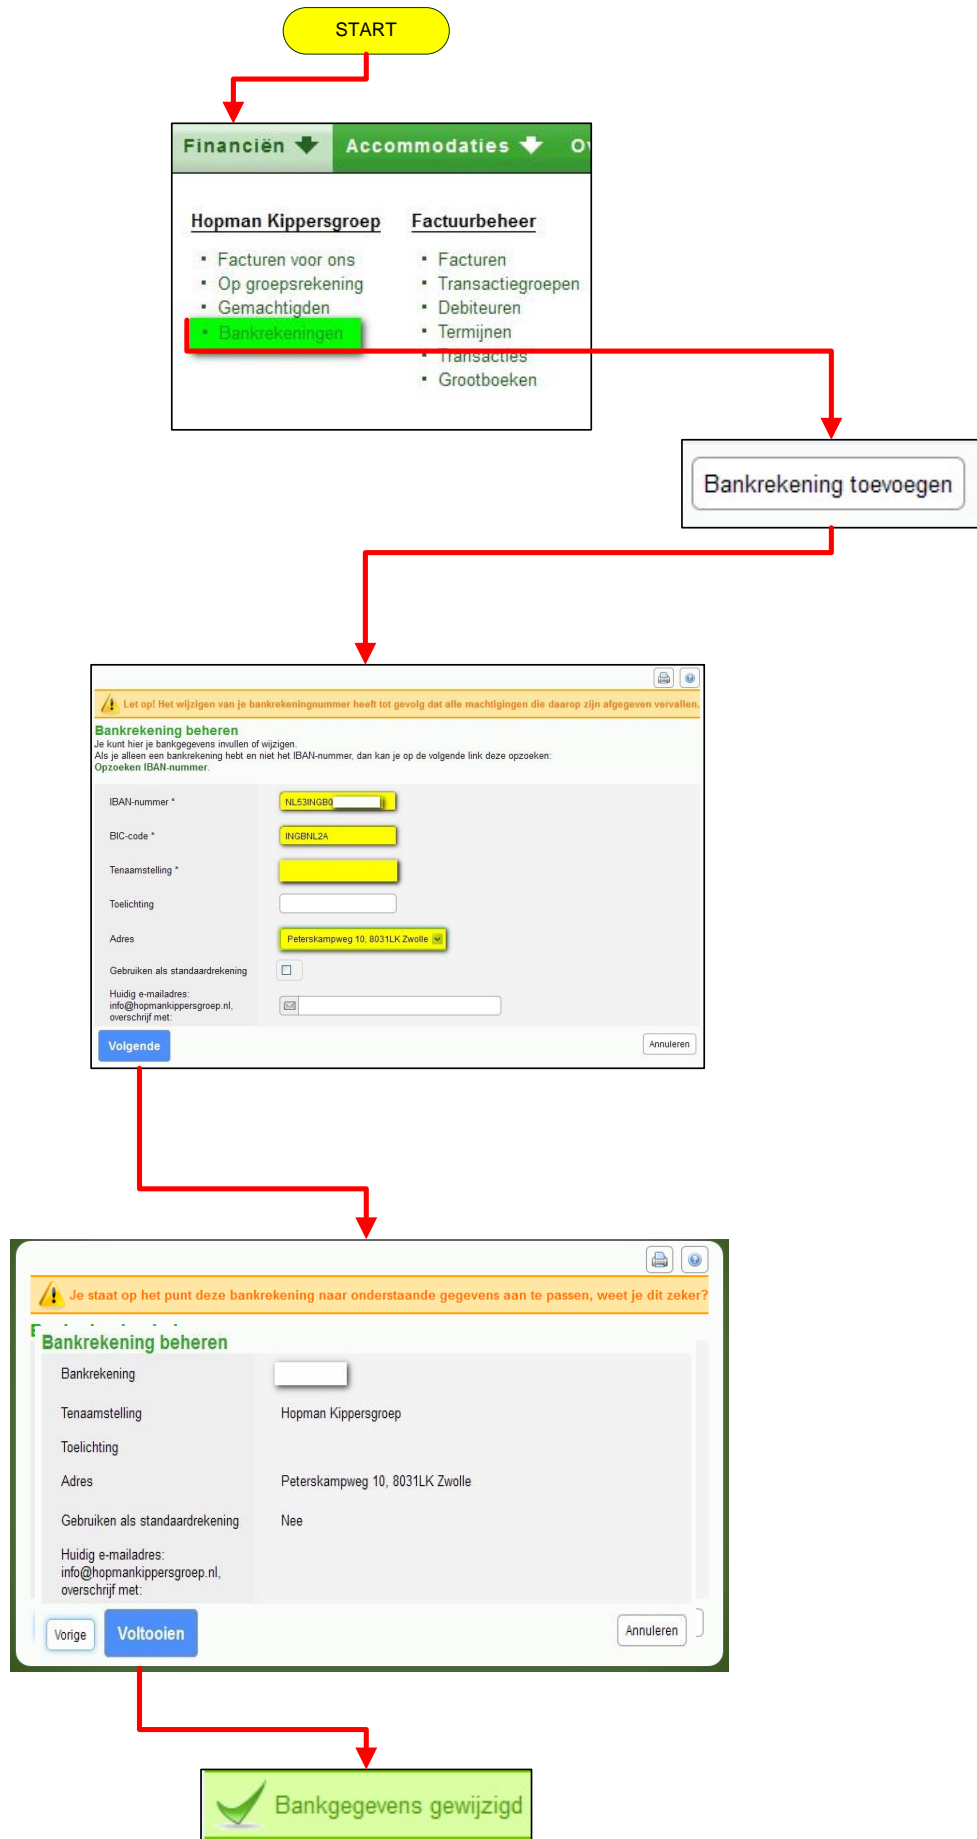 START
Financiën Accommodaties
Hopman Kippersgroep Factuurbeheer
Facturen voor ons Facturen
Op groepsrekening Transactiegroepen
Gemachtigden Debiteuren
Bankrekeningen Termijnen
Transacties
Grootboeken
Bankrekening toevoegen
Let op! Het wijzigen van je bankrekeningnummer heeft tot gevolg dat alle machtigingen die daarop zijn afgegeven vervallen.
Bankrekening beheren
Je kunt hier je bankgegevens invullen of wijzigen.
Als je alleen een bankrekening hebt en niet het IBAN-nummer, dan kan je op de volgende link deze opzoeken:
Opzoeken IBAN-nummer.
IBAN-nummer * NL53INGB0
BIC-code * INGBNL2A
Tenaamstelling *
Toelichting
Adres Peterskampweg 10, 8031LK Zwolle
Gebruiken als standaardrekening
Huidig e-mailadres:
info@hopmankippersgroep.nl,
overschrijf met:
Volgende Annuleren
Je staat op het punt deze bankrekening naar onderstaande gegevens aan te passen, weet je dit zeker?
Bankrekening beheren
Bankrekening
Tenaamstelling Hopman Kippersgroep
Toelichting
Adres Peterskampweg 10, 8031LK Zwolle
Gebruiken als standaardrekening Nee
Huidig e-mailadres:
info@hopmankippersgroep.nl,
overschrijf met:
Vorige Voltooien Annuleren
Bankgegevens gewijzigd